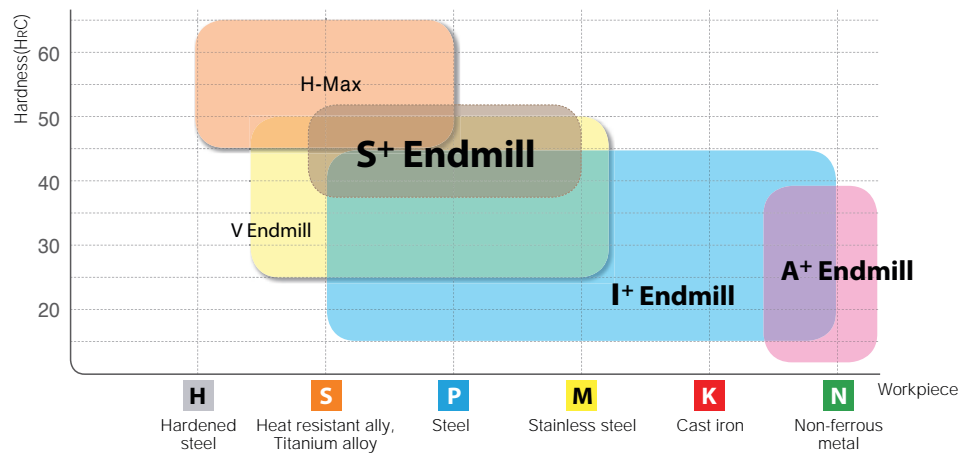 Hardness(HRC)
60
50
40
30
20
H-Max
S+ Endmill
V Endmill
A+ Endmill
I+ Endmill
H
S
P
M
K
N
Workpiece
Hardened
steel
Heat resistant ally,
Titanium alloy
Steel
Stainless steel
Cast iron
Non-ferrous
metal